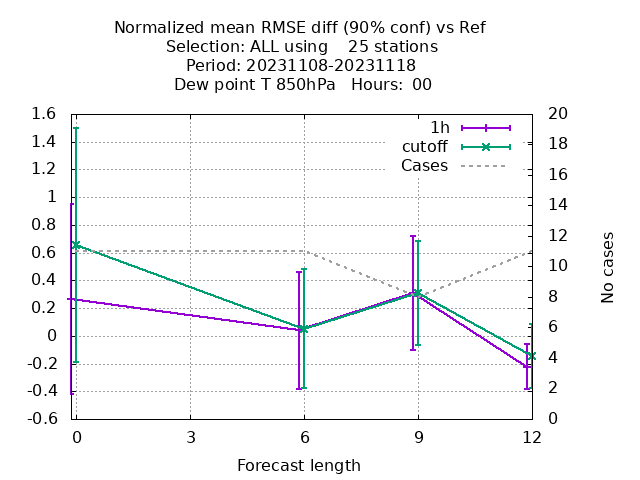 Normalized mean RMSE diff (90% conf) vs Ref
Selection: ALL using    25 stations
Period: 20231108-20231118
Dew point T 850hPa   Hours: 00
1h
cutoff
Cases
1.6
1.4
1.2
1
0.8
0.6
0.4
0.2
0
-0.2
-0.4
-0.6
20
18
16
14
12
10
8
6
4
2
0
No cases
0 3 6 9 12
Forecast length